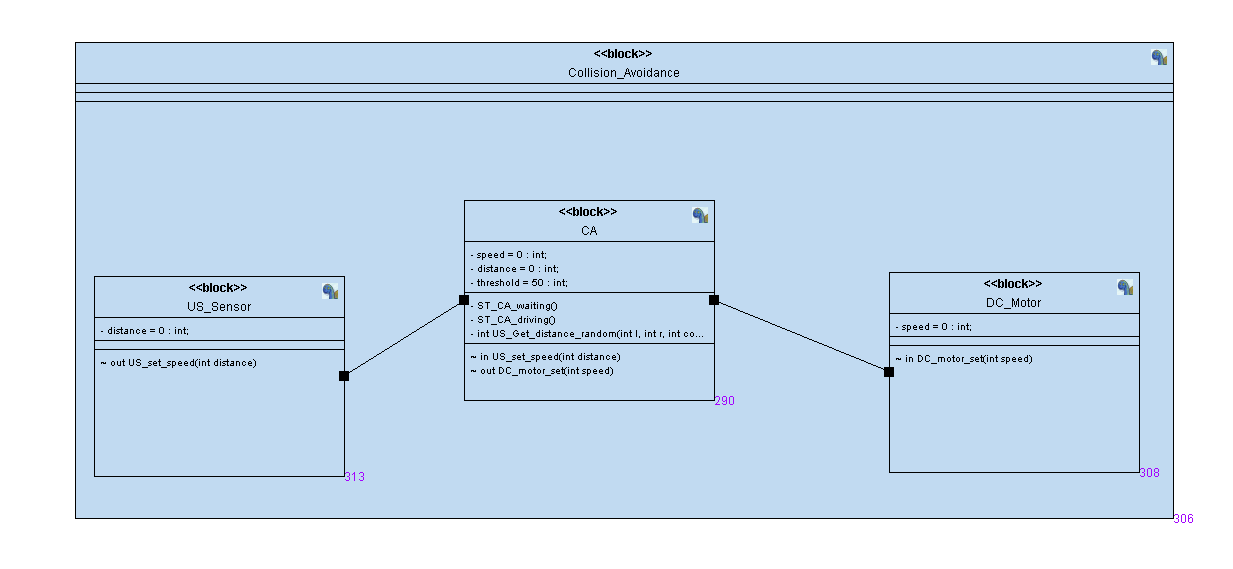 <<block>>
Collision_Avoidance
<<block>>
CA
- speed = 0 : int;
- distance = 0 : int;
- threshold = 50 : int;
- ST_CA_waiting()
- ST_CA_driving()
- int US_Get_distance_random(int l, int r, int co...
~ in US_set_speed(int distance)
~ out DC_motor_set(int speed)
290
<<block>>
US_Sensor
- distance = 0 : int;
~ out US_set_speed(int distance)
313
<<block>>
DC_Motor
- speed = 0 : int;
~ in DC_motor_set(int speed)
308
306